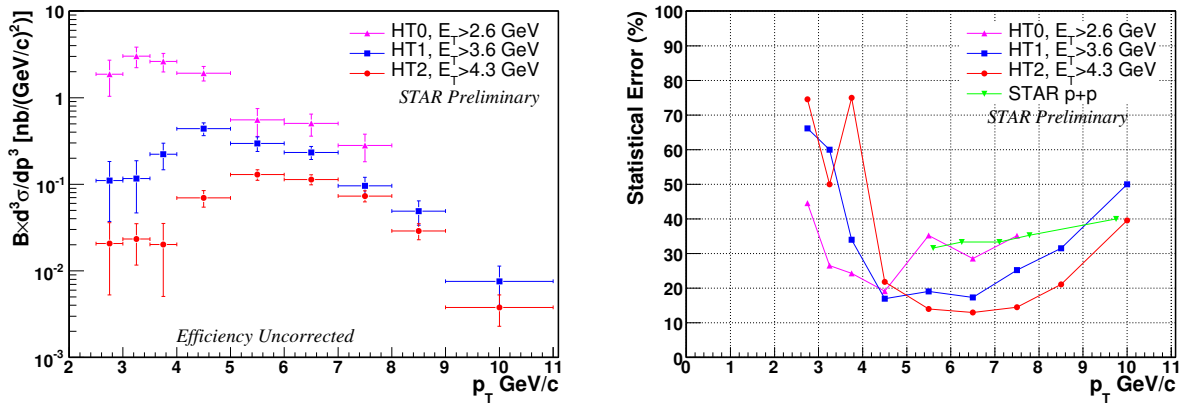 B×d³σ/dp³ [nb/(GeV/c)²)]
10
1
10⁻¹
10⁻²
10⁻³
HT0, E_T>2.6 GeV
HT1, E_T>3.6 GeV
HT2, E_T>4.3 GeV
STAR Preliminary
Efficiency Uncorrected
2 3 4 5 6 7 8 9 10 11
p_T GeV/c
Statistical Error (%)
100
90
80
70
60
50
40
30
20
10
0
HT0, E_T>2.6 GeV
HT1, E_T>3.6 GeV
HT2, E_T>4.3 GeV
STAR p+p
STAR Preliminary
0 1 2 3 4 5 6 7 8 9 10 11
p_T GeV/c